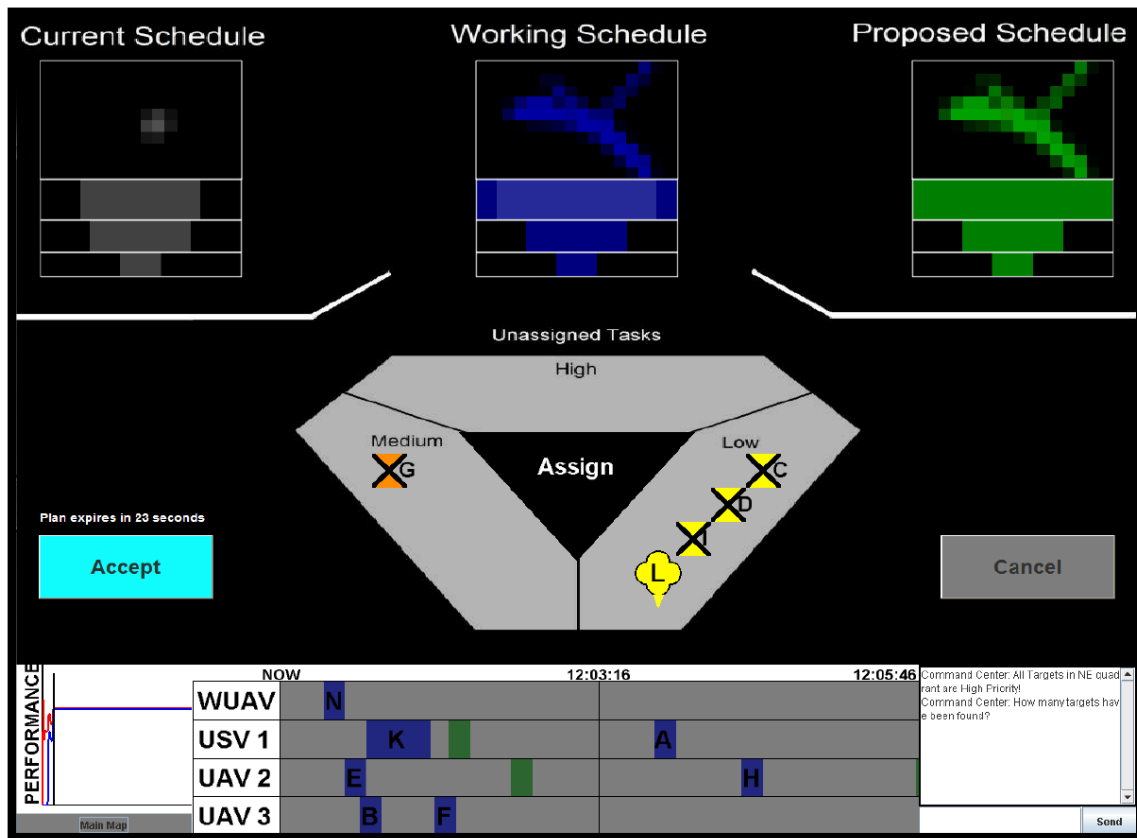 Current Schedule
Working Schedule
Proposed Schedule
Unassigned Tasks
High
Medium
Low
G
Assign
C
D
I
L
Plan expires in 23 seconds
Accept
Cancel
PERFORMANCE
Main Map
NOW
12:03:16
12:05:46
WUAV
N
USV 1
K
A
UAV 2
E
H
UAV 3
B
F
Command Center: All Targets in NE quad
rant are High Priority!
Command Center: How many targets hav
e been found?
Send